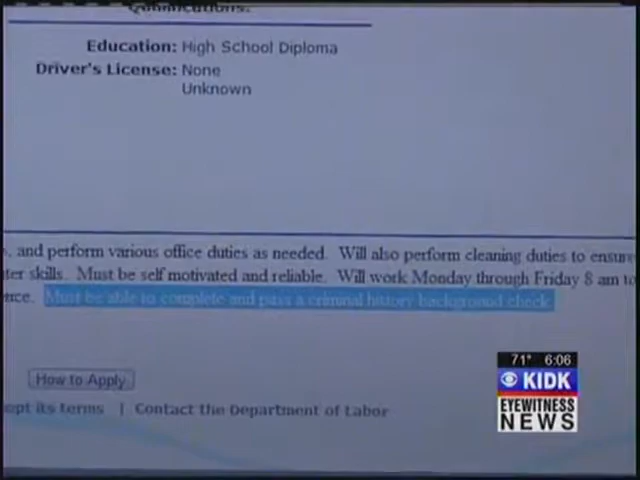 Qualifications:
Education: High School Diploma
Driver's License: None
Unknown
, and perform various office duties as needed. Will also perform cleaning duties to ensure
ter skills. Must be self motivated and reliable. Will work Monday through Friday 8 am to
nce. Must be able to complete and pass a criminal history background check.
How to Apply
ept its terms | Contact the Department of Labor
71° 6:06
KIDK
EYEWITNESS
NEWS